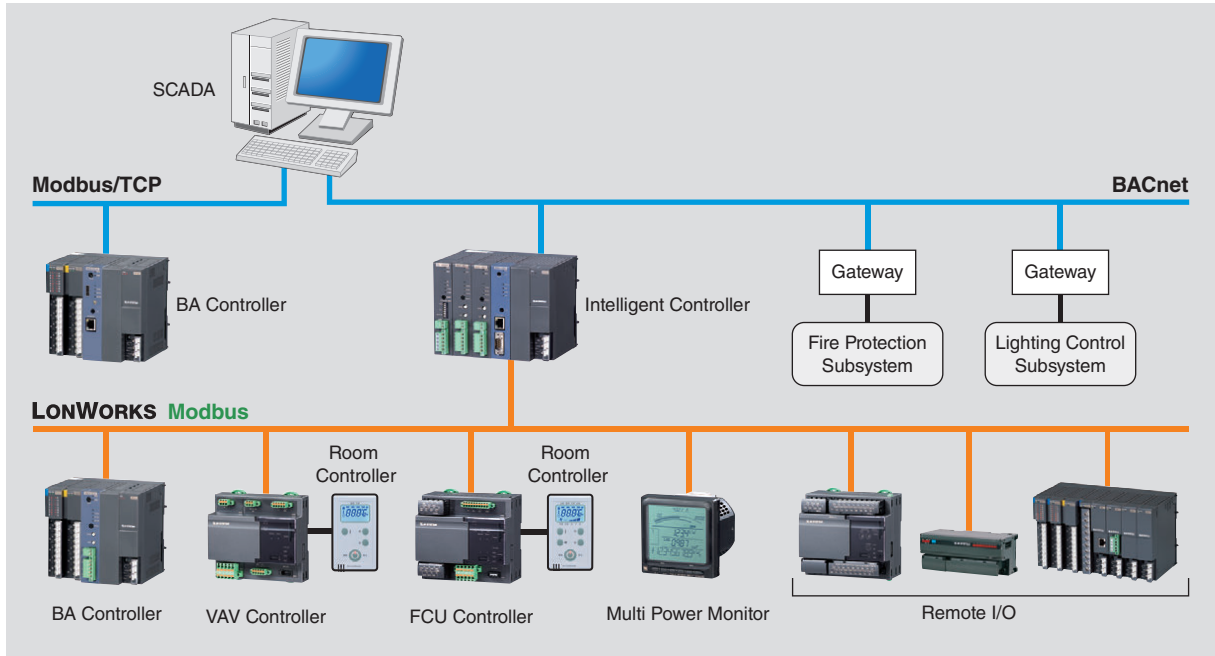 SCADA
Modbus/TCP
BACnet
BA Controller
Intelligent Controller
Gateway
Gateway
Fire Protection
Subsystem
Lighting Control
Subsystem
LONWORKS Modbus
Room
Controller
Room
Controller
BA Controller
VAV Controller
FCU Controller
Multi Power Monitor
Remote I/O